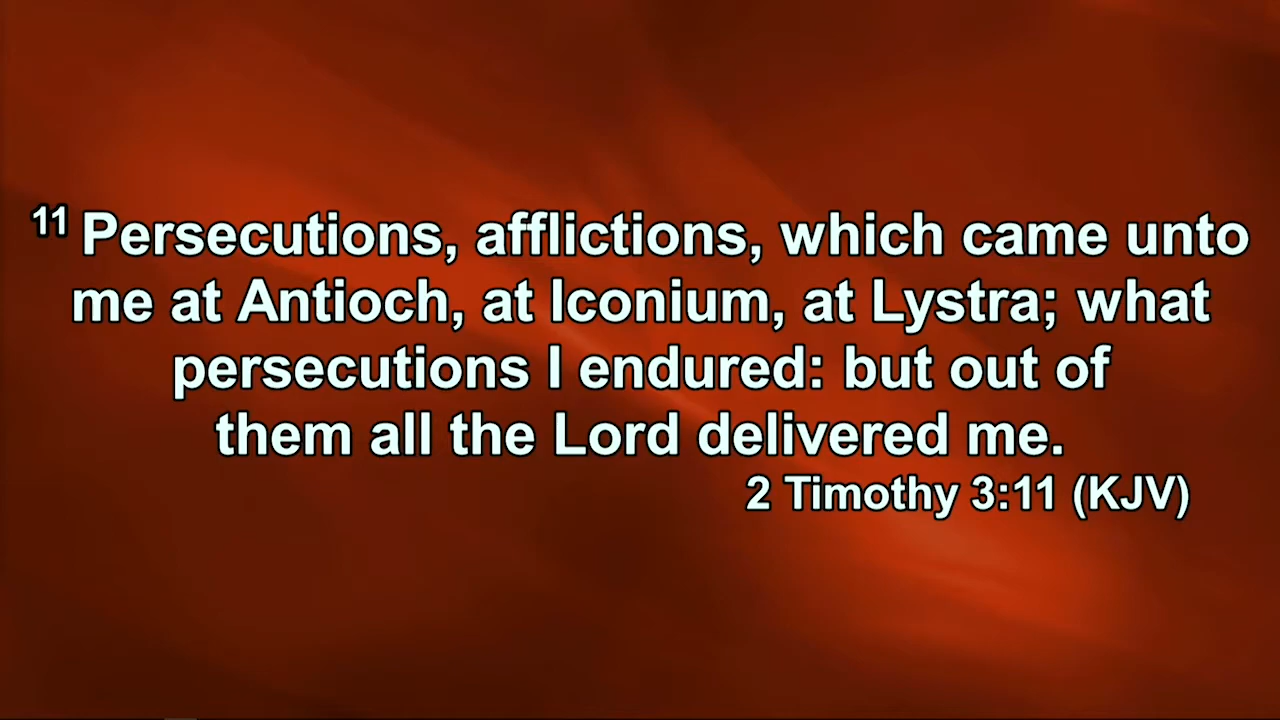 11 Persecutions, afflictions, which came unto
me at Antioch, at Iconium, at Lystra; what
persecutions I endured: but out of
them all the Lord delivered me.
2 Timothy 3:11 (KJV)